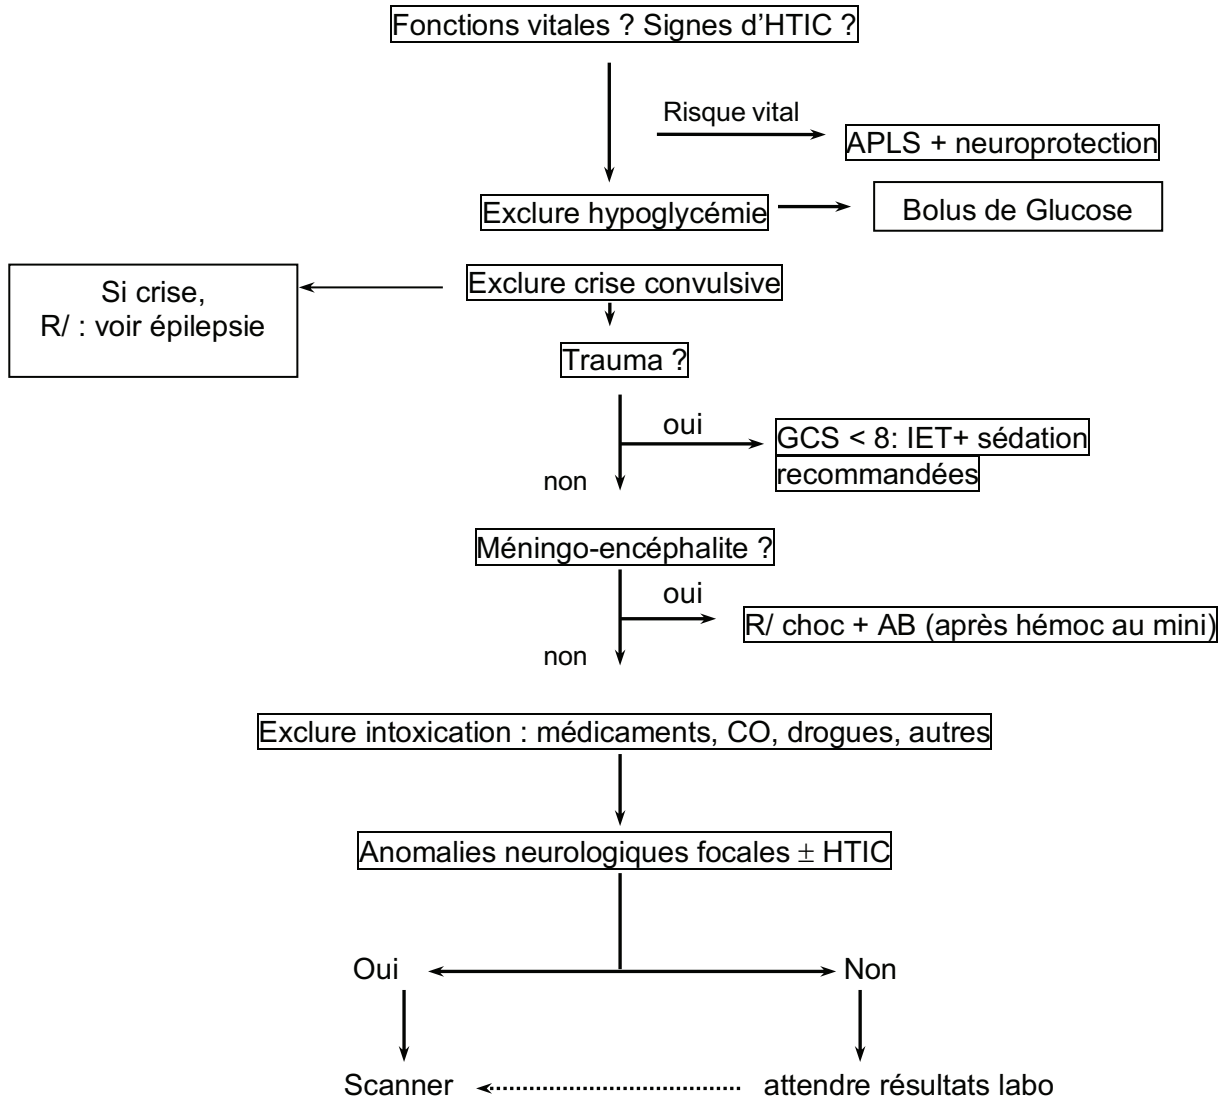 Fonctions vitales ? Signes d’HTIC ?
Risque vital
APLS + neuroprotection
Exclure hypoglycémie
Bolus de Glucose
Exclure crise convulsive
Si crise,
R/ : voir épilepsie
Trauma ?
oui
GCS < 8: IET+ sédation
recommandées
non
Méningo-encéphalite ?
oui
R/ choc + AB (après hémoc au mini)
non
Exclure intoxication : médicaments, CO, drogues, autres
Anomalies neurologiques focales ± HTIC
Oui
Non
Scanner
attendre résultats labo